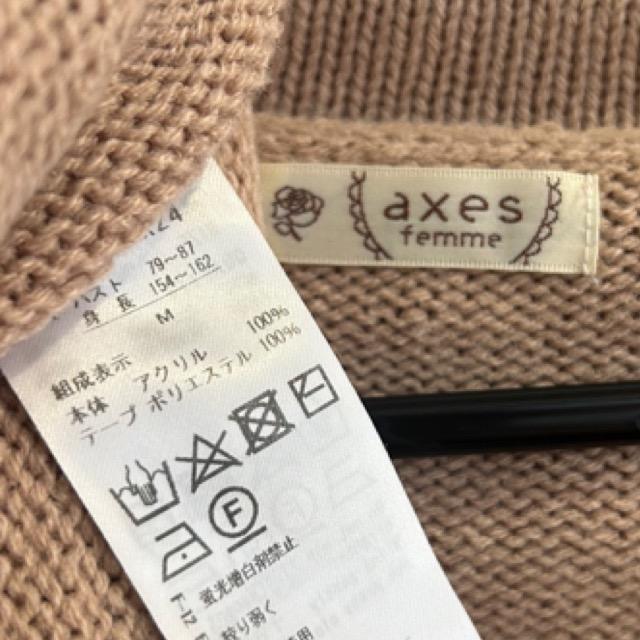 axes
femme
24
バスト 79~87
身長 154~162
M
組成表示
本体 アクリル 100%
テープ ポリエステル 100%
F
蛍光増白剤禁止
絞り弱く